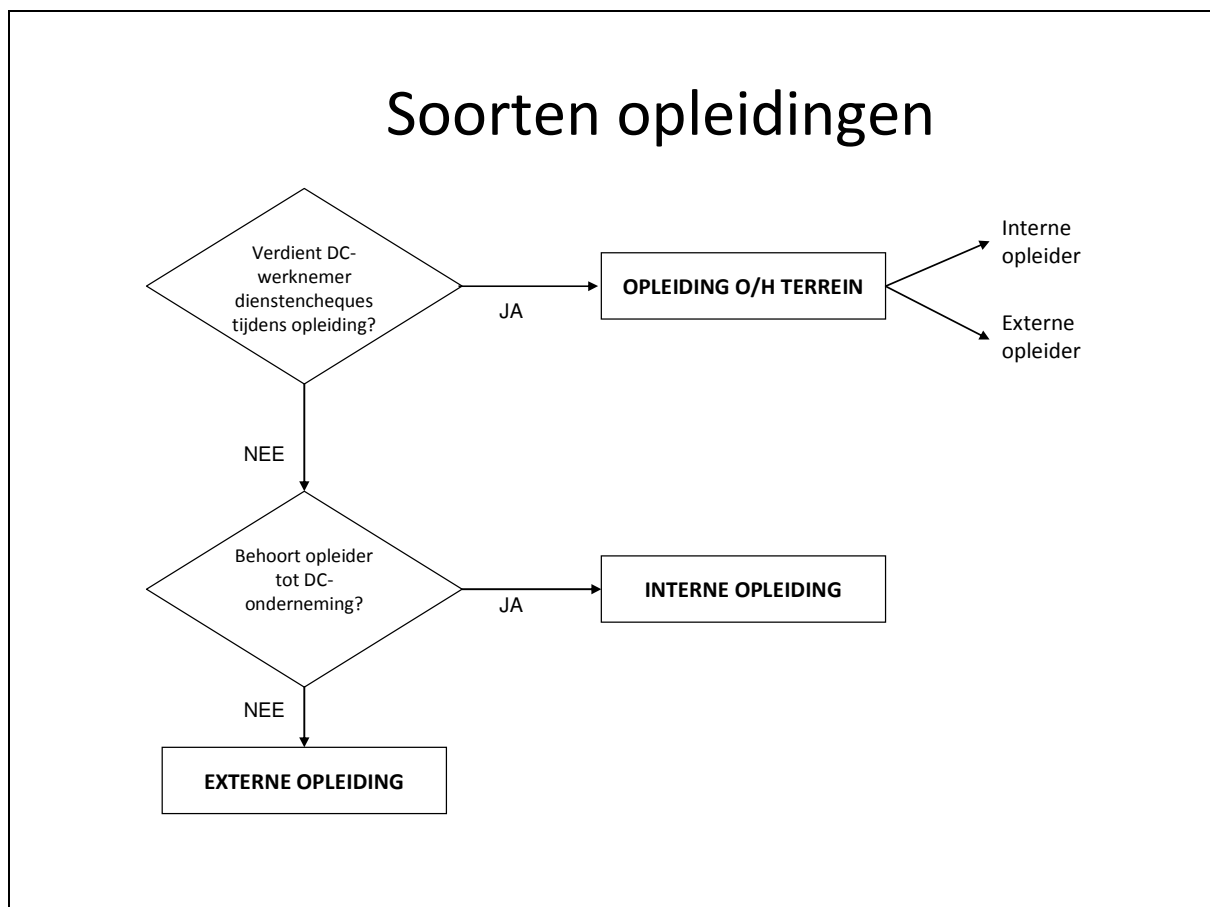 Soorten opleidingen
Verdient DC-
werknemer
dienstencheques
tijdens opleiding?
JA
OPLEIDING O/H TERREIN
Interne
opleider
Externe
opleider
NEE
Behoort opleider
tot DC-
onderneming?
JA
INTERNE OPLEIDING
NEE
EXTERNE OPLEIDING